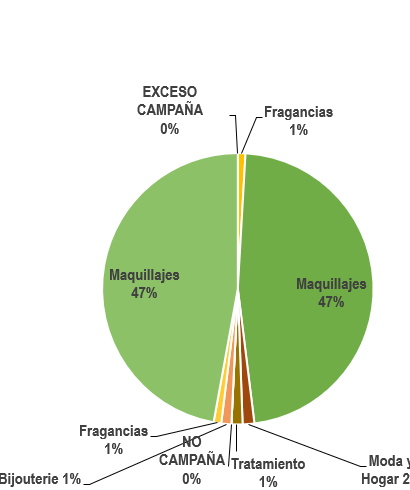 EXCESO
CAMPAÑA
0%
Fragancias
1%
Maquillajes
47%
Maquillajes
47%
Fragancias
1%
NO
CAMPAÑA
0%
Bijouterie 1%
Tratamiento
1%
Moda y
Hogar 2